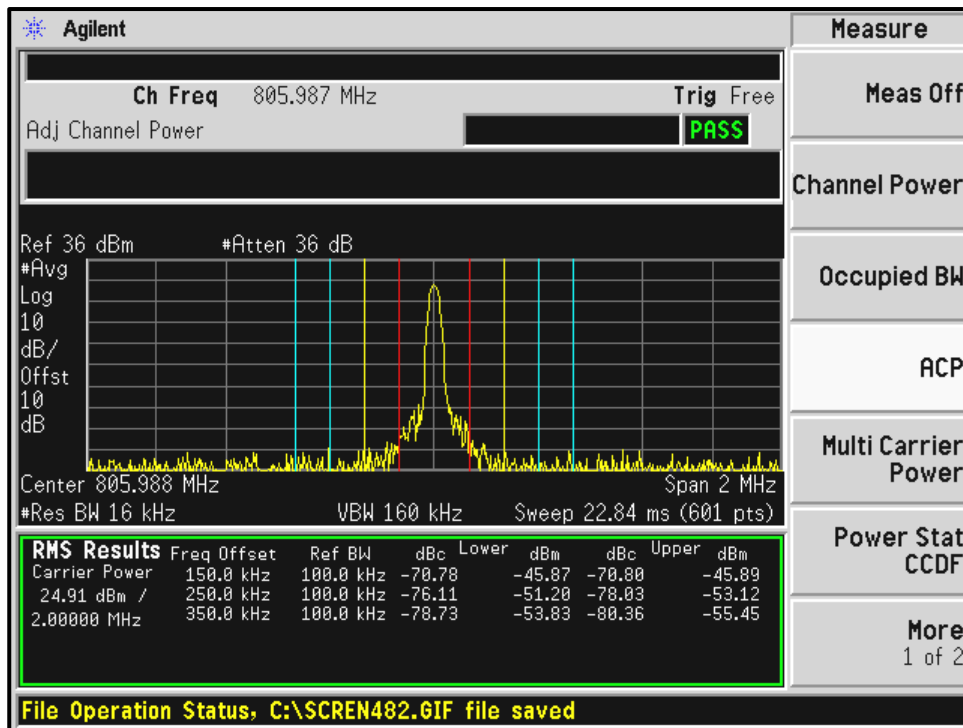 Agilent
Ch Freq 805.987 MHz Trig Free
Adj Channel Power PASS
Ref 36 dBm #Atten 36 dB
#Avg
Log
10
dB/
Offst
10
dB
Center 805.988 MHz Span 2 MHz
#Res BW 16 kHz VBW 160 kHz Sweep 22.84 ms (601 pts)
RMS Results Freq Offset Ref BW dBc Lower dBm dBc Upper dBm
Carrier Power 150.0 kHz 100.0 kHz -70.78 -45.87 -70.80 -45.89
24.91 dBm / 250.0 kHz 100.0 kHz -76.11 -51.20 -78.03 -53.12
2.00000 MHz 350.0 kHz 100.0 kHz -78.73 -53.83 -80.36 -55.45
File Operation Status, C:\SCREN482.GIF file saved
Measure
Meas Off
Channel Power
Occupied BW
ACP
Multi Carrier
Power
Power Stat
CCDF
More
1 of 2